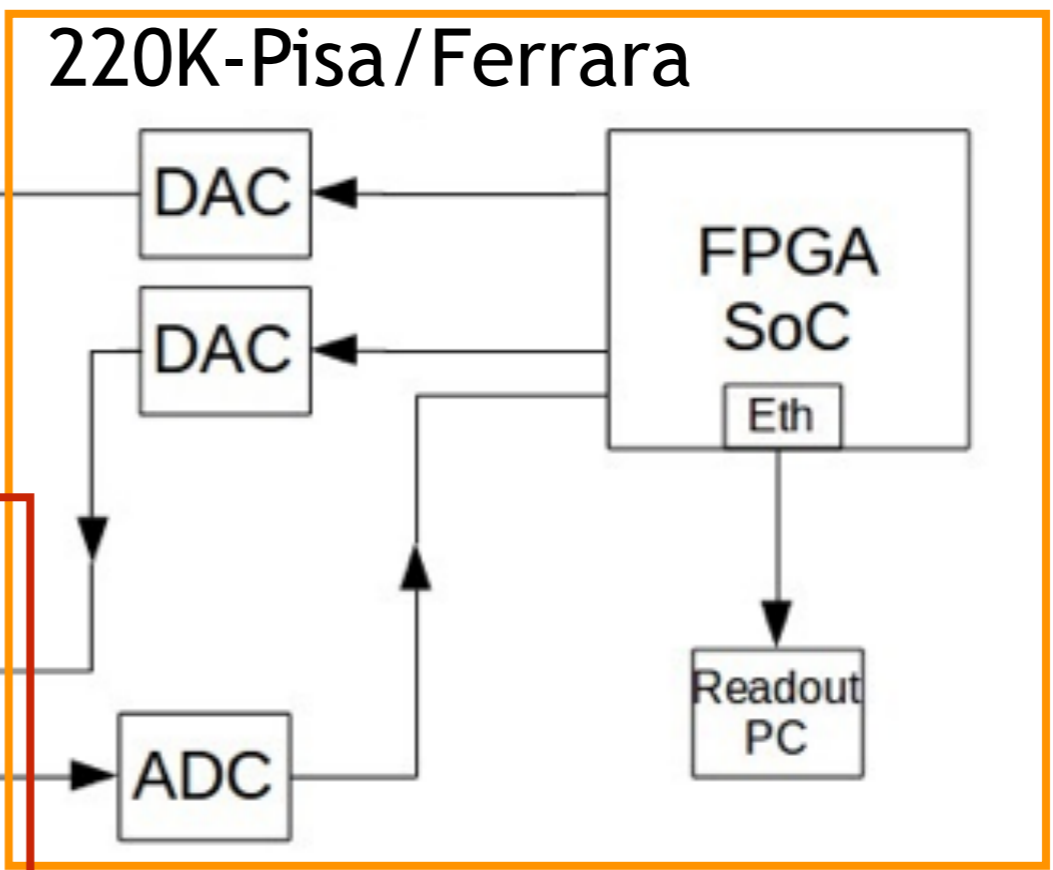 220K-Pisa/Ferrara
DAC
FPGA
SoC
DAC
Eth
Readout
PC
ADC